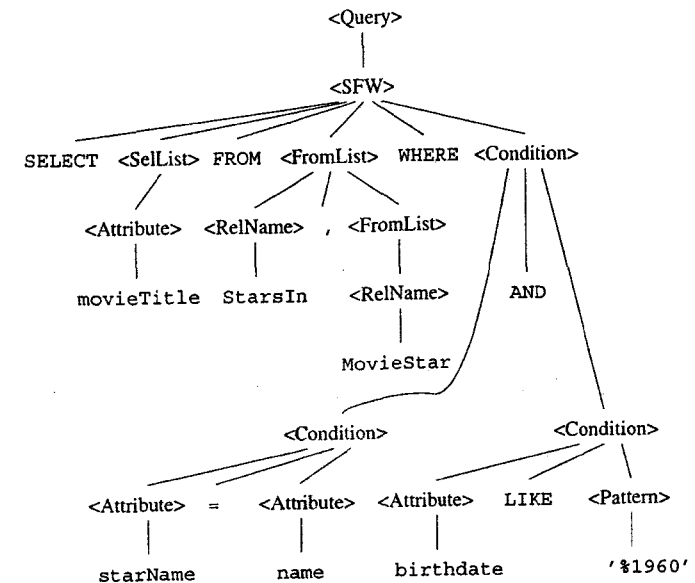 <Query>
<SFW>
SELECT <SelList> FROM <FromList> WHERE <Condition>
<Attribute> <RelName> , <FromList>
movieTitle StarsIn <RelName> AND
MovieStar
<Condition> <Condition>
<Attribute> = <Attribute> <Attribute> LIKE <Pattern>
starName name birthdate '%1960'